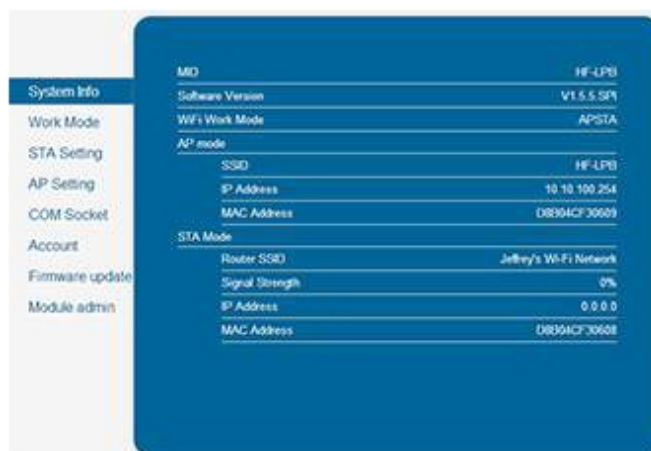 System Info
Work Mode
STA Setting
AP Setting
COM Socket
Account
Firmware update
Module admin
MID HF-LPB
Software Version V1.5.5.SPI
WiFi Work Mode APSTA
AP mode
SSID HF-LPB
IP Address 10.10.100.254
MAC Address D8B04CF30609
STA Mode
Router SSID Jeffrey's Wi-Fi Network
Signal Strength 0%
IP Address 0.0.0.0
MAC Address D8B04CF30608